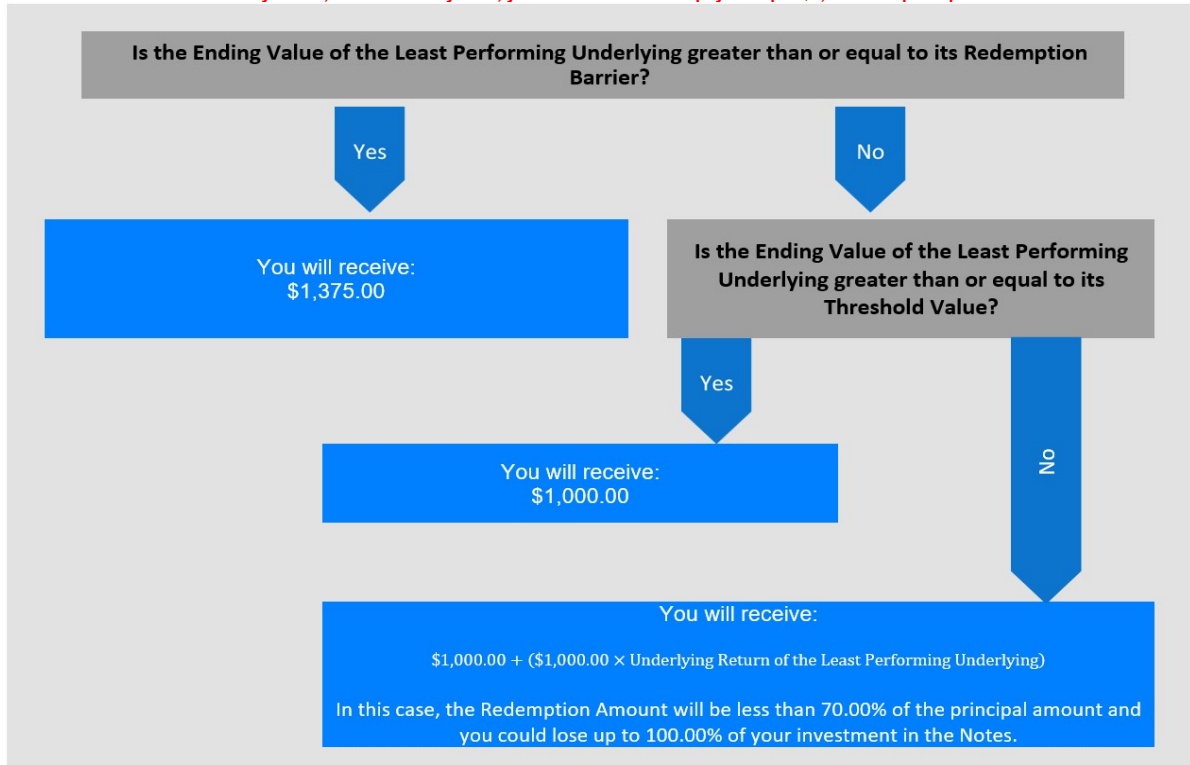 Is the Ending Value of the Least Performing Underlying greater than or equal to its Redemption
Barrier?
Yes
No
You will receive:
$1,375.00
Is the Ending Value of the Least Performing
Underlying greater than or equal to its
Threshold Value?
Yes
No
You will receive:
$1,000.00
You will receive:
$1,000.00 + ($1,000.00 × Underlying Return of the Least Performing Underlying)
In this case, the Redemption Amount will be less than 70.00% of the principal amount and
you could lose up to 100.00% of your investment in the Notes.